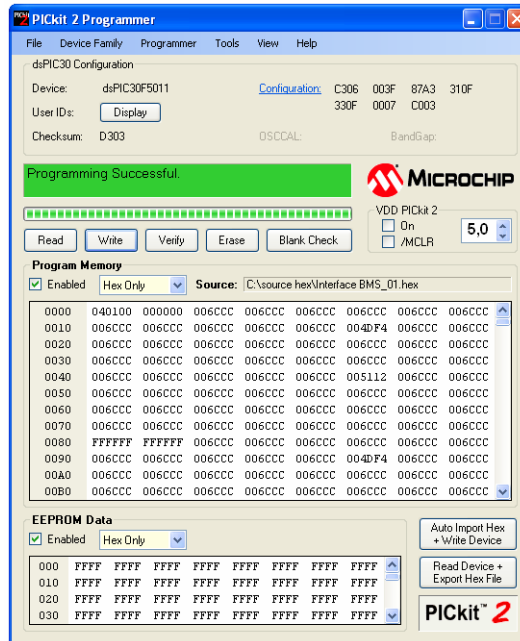 PICkit 2 Programmer
File Device Family Programmer Tools View Help
dsPIC30 Configuration
Device: dsPIC30F5011 Configuration: C306 003F 87A3 310F
User IDs: Display 330F 0007 C003
Checksum: D303 OSCCAL: BandGap:
Programming Successful.
MICROCHIP
VDD PICkit 2
On
/MCLR
5,0
Read Write Verify Erase Blank Check
Program Memory
Enabled Hex Only Source: C:\source hex\Interface BMS_01.hex
0000 040100 000000 006CCC 006CCC 006CCC 006CCC 006CCC 006CCC
0010 006CCC 006CCC 006CCC 006CCC 006CCC 004DF4 006CCC 006CCC
0020 006CCC 006CCC 006CCC 006CCC 006CCC 006CCC 006CCC 006CCC
0030 006CCC 006CCC 006CCC 006CCC 006CCC 006CCC 006CCC 006CCC
0040 006CCC 006CCC 006CCC 006CCC 006CCC 005112 006CCC 006CCC
0050 006CCC 006CCC 006CCC 006CCC 006CCC 006CCC 006CCC 006CCC
0060 006CCC 006CCC 006CCC 006CCC 006CCC 006CCC 006CCC 006CCC
0070 006CCC 006CCC 006CCC 006CCC 006CCC 006CCC 006CCC 006CCC
0080 FFFFFF FFFFFF 006CCC 006CCC 006CCC 006CCC 006CCC 006CCC
0090 006CCC 006CCC 006CCC 006CCC 006CCC 004DF4 006CCC 006CCC
00A0 006CCC 006CCC 006CCC 006CCC 006CCC 006CCC 006CCC 006CCC
00B0 006CCC 006CCC 006CCC 006CCC 006CCC 006CCC 006CCC 006CCC
EEPROM Data
Enabled Hex Only
000 FFFF FFFF FFFF FFFF FFFF FFFF FFFF FFFF
010 FFFF FFFF FFFF FFFF FFFF FFFF FFFF FFFF
020 FFFF FFFF FFFF FFFF FFFF FFFF FFFF FFFF
030 FFFF FFFF FFFF FFFF FFFF FFFF FFFF FFFF
Auto Import Hex
+ Write Device
Read Device +
Export Hex File
PICkit™ 2